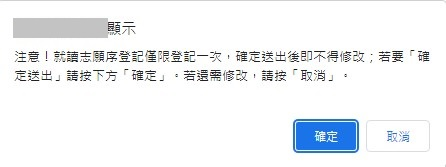 顯示
注意！就讀志願序登記僅限登記一次，確定送出後即不得修改；若要「確
定送出」請按下方「確定」。若還需修改，請按「取消」。
確定
取消